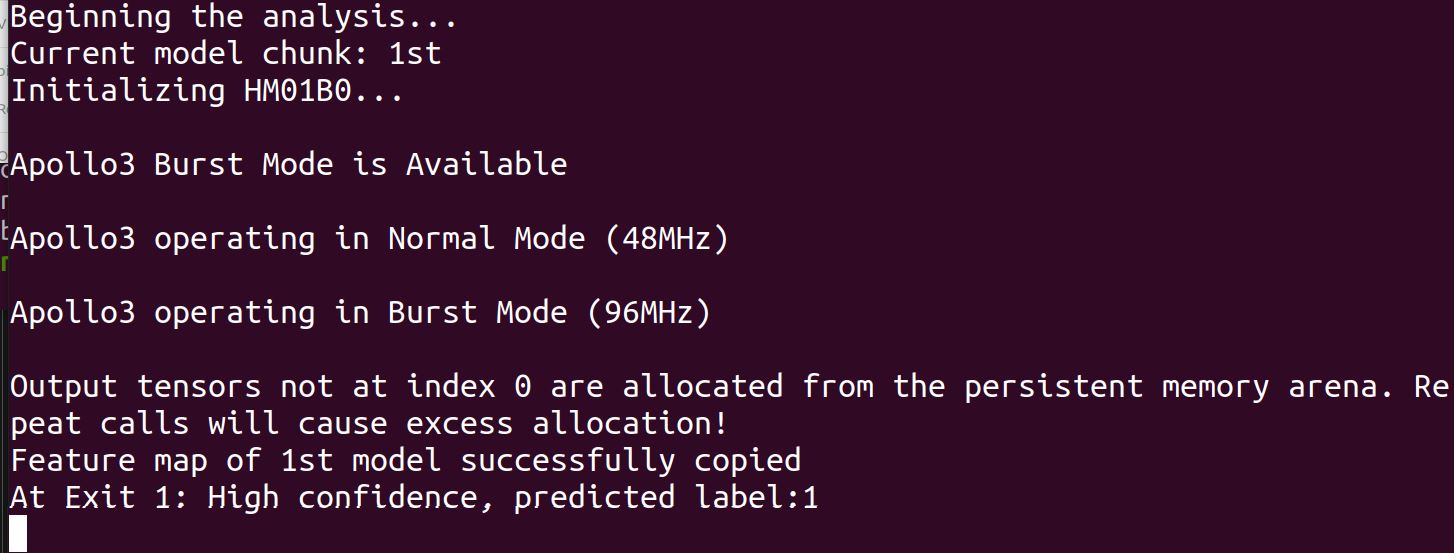 Beginning the analysis...
Current model chunk: 1st
Initializing HM01B0...
Apollo3 Burst Mode is Available
Apollo3 operating in Normal Mode (48MHz)
Apollo3 operating in Burst Mode (96MHz)
Output tensors not at index 0 are allocated from the persistent memory arena. Re
peat calls will cause excess allocation!
Feature map of 1st model successfully copied
At Exit 1: High confidence, predicted label:1